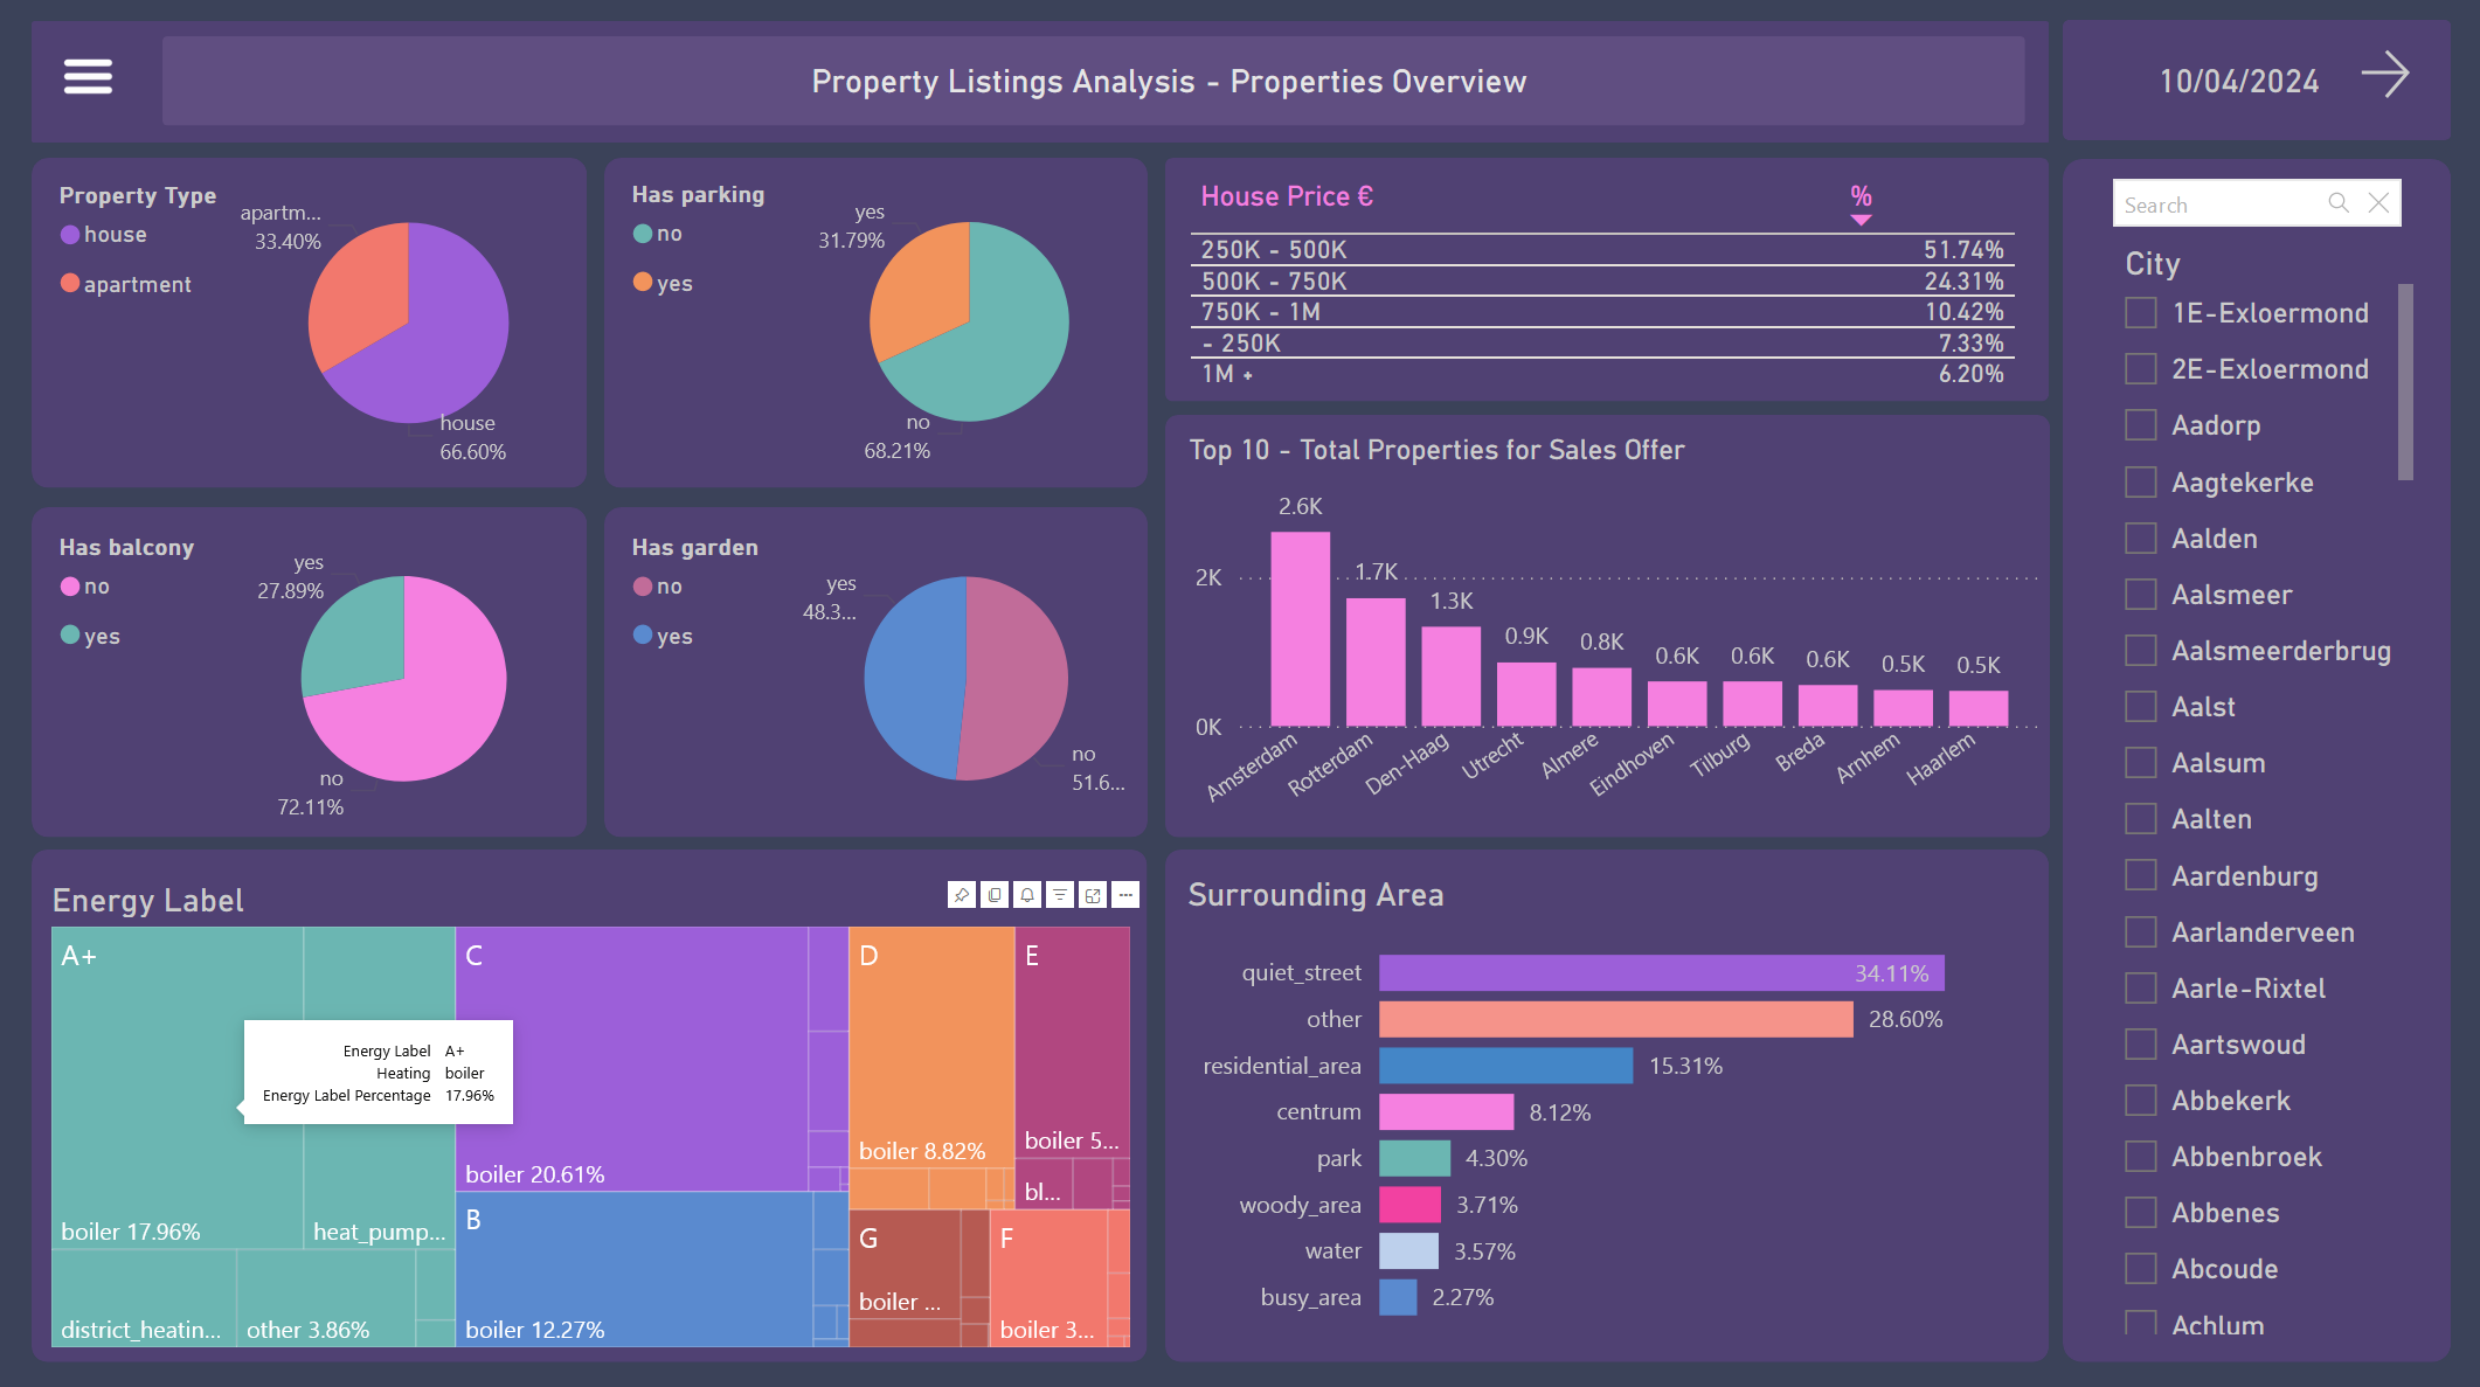 Property Listings Analysis - Properties Overview
10/04/2024
Property Type
house
apartment
apartm...
33.40%
house
66.60%
Has parking
no
yes
yes
31.79%
no
68.21%
House Price € %
250K - 500K 51.74%
500K - 750K 24.31%
750K - 1M 10.42%
- 250K 7.33%
1M + 6.20%
Has balcony
no
yes
yes
27.89%
no
72.11%
Has garden
no
yes
yes
48.3...
no
51.6...
Top 10 - Total Properties for Sales Offer
2K
0K
2.6K
1.7K
1.3K
0.9K
0.8K
0.6K
0.6K
0.6K
0.5K
0.5K
Amsterdam
Rotterdam
Den-Haag
Utrecht
Almere
Eindhoven
Tilburg
Breda
Arnhem
Haarlem
Energy Label
A+
boiler 17.96%
heat_pump...
district_heatin...
other 3.86%
Energy Label A+
Heating boiler
Energy Label Percentage 17.96%
C
boiler 20.61%
B
boiler 12.27%
D
boiler 8.82%
E
boiler 5...
bl...
G
boiler ...
F
boiler 3...
Surrounding Area
quiet_street 34.11%
other 28.60%
residential_area 15.31%
centrum 8.12%
park 4.30%
woody_area 3.71%
water 3.57%
busy_area 2.27%
Search
City
1E-Exloermond
2E-Exloermond
Aadorp
Aagtekerke
Aalden
Aalsmeer
Aalsmeerderbrug
Aalst
Aalsum
Aalten
Aardenburg
Aarlanderveen
Aarle-Rixtel
Aartswoud
Abbekerk
Abbenbroek
Abbenes
Abcoude
Achlum